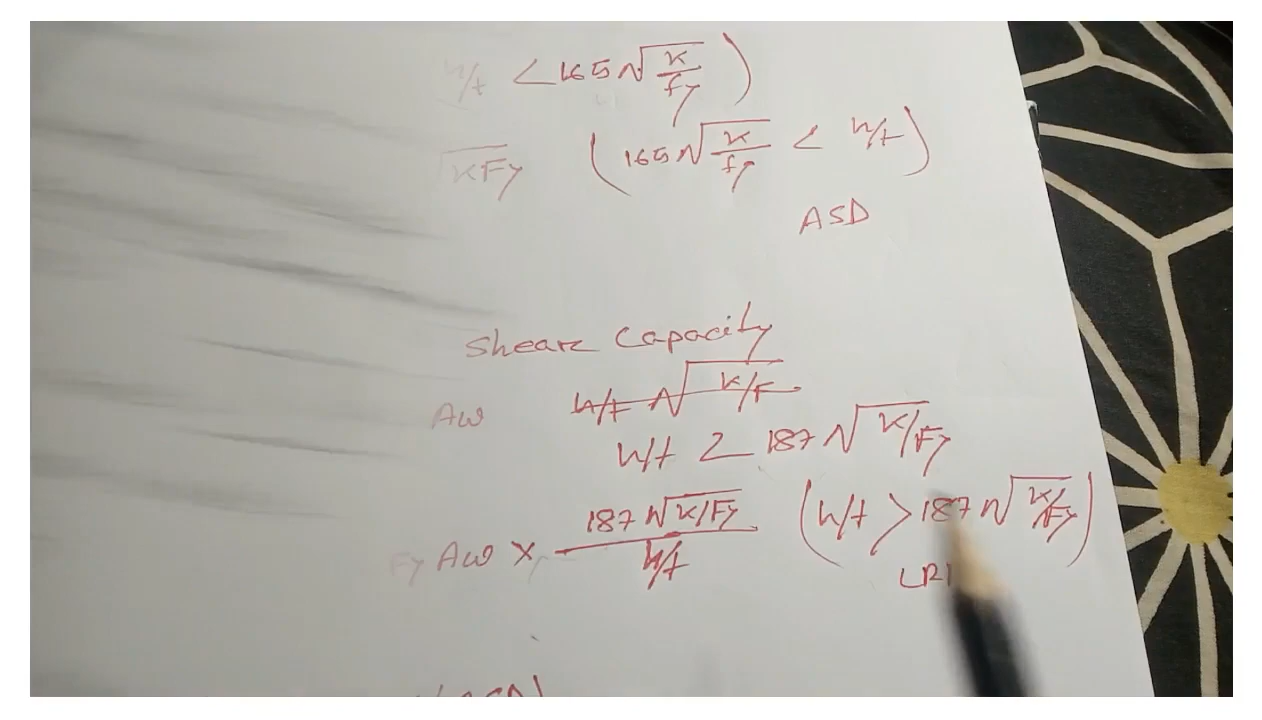 h/t < 165 √ K/fy )
√KFy ( 165 √ K/fy < h/t )
ASD
Shear Capacity
h/t √ K/F
Aw
h/t < 187 √ K/Fy
Fy Aw × 187 √K/Fy / h/t ( h/t > 187 √ K/Fy )